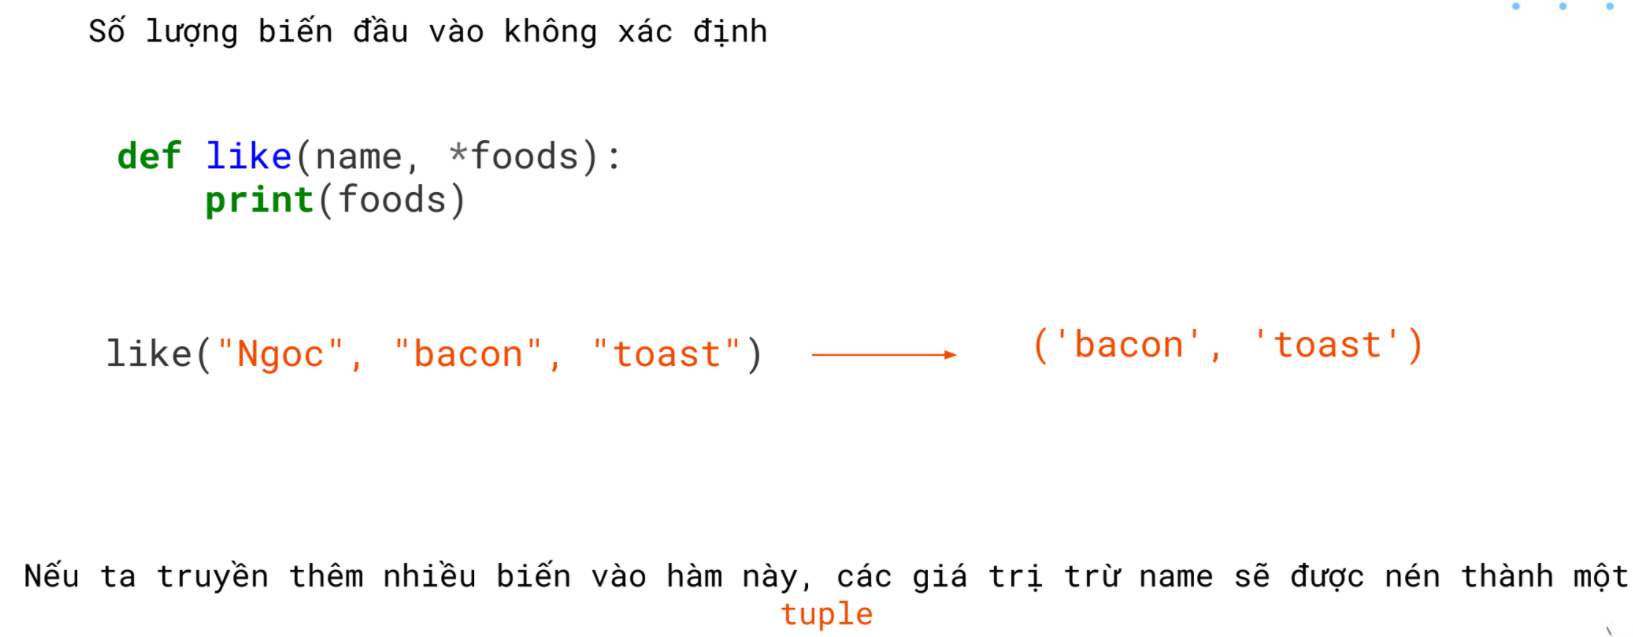 Số lượng biến đầu vào không xác định
def like(name, *foods):
    print(foods)
like("Ngoc", "bacon", "toast")
('bacon', 'toast')
Nếu ta truyền thêm nhiều biến vào hàm này, các giá trị trừ name sẽ được nén thành một
tuple